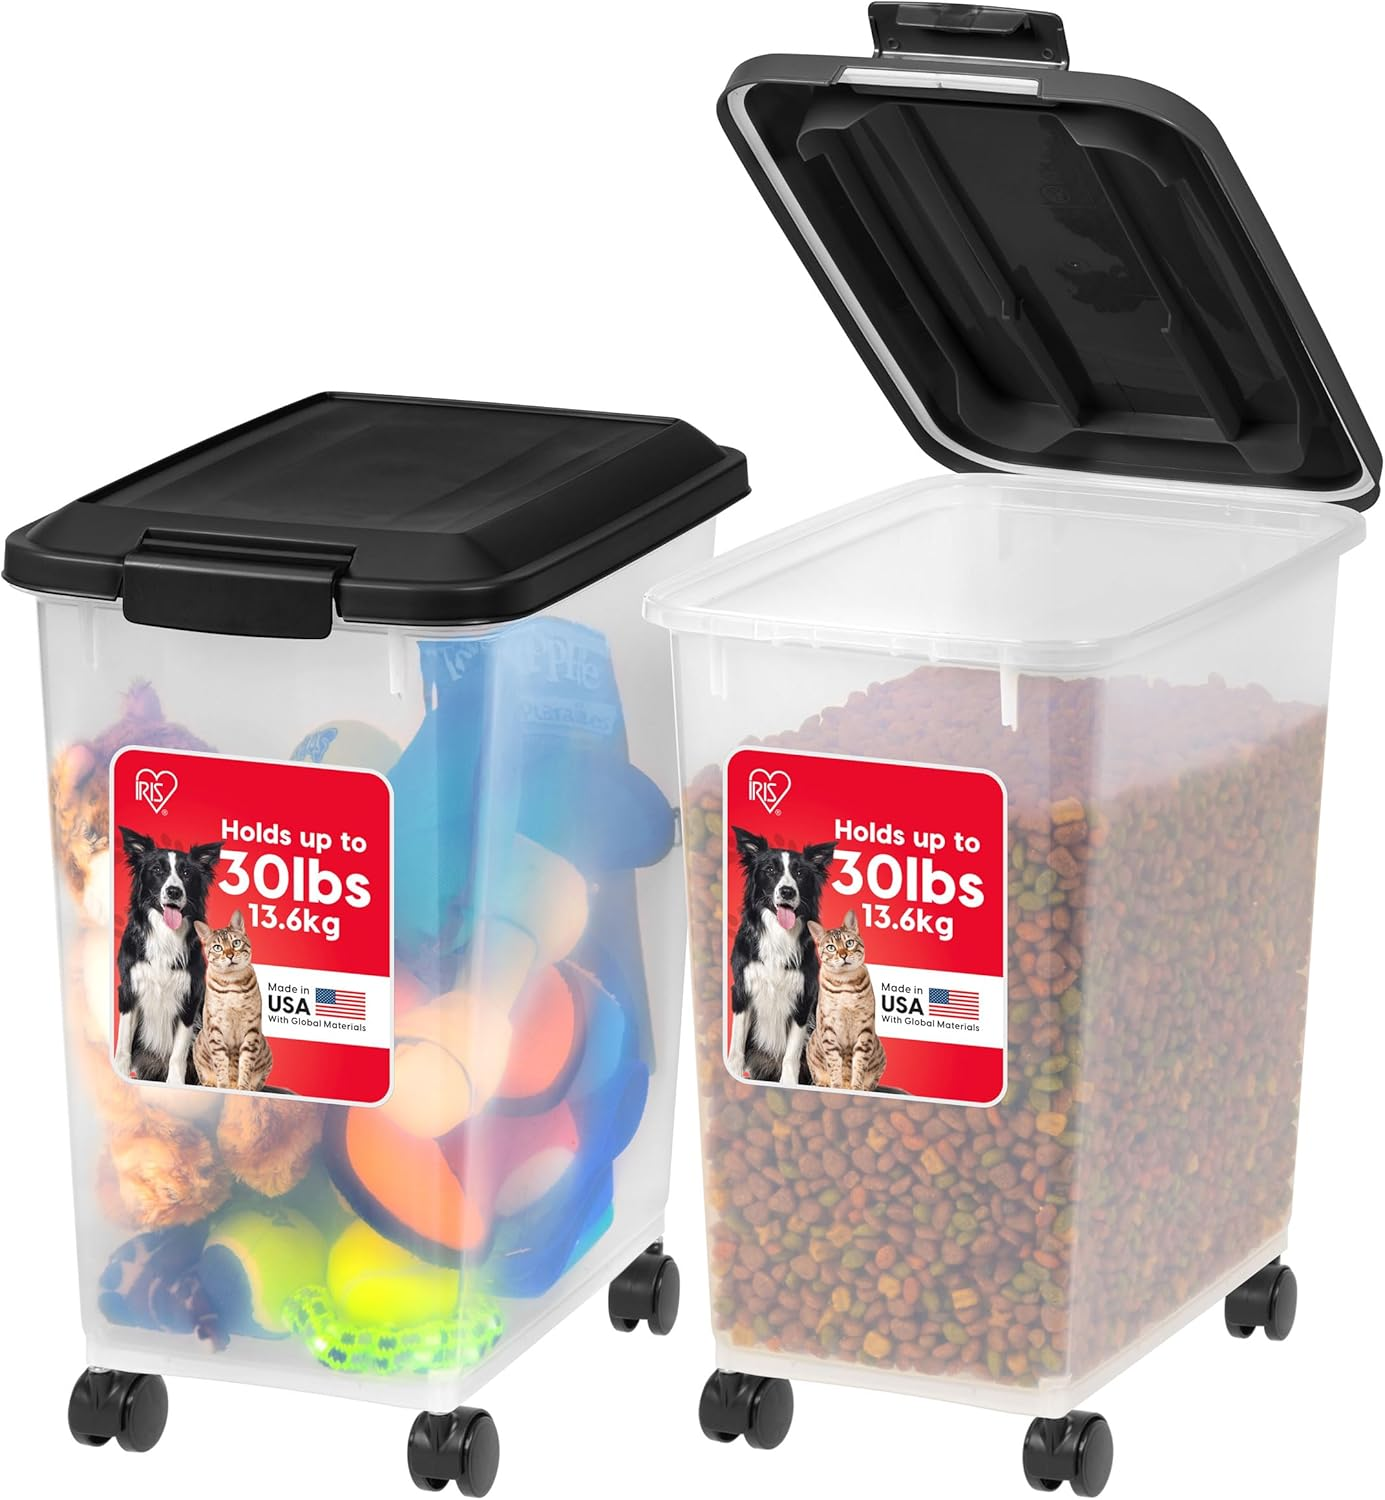 IRIS
®
Holds up to
30lbs
13.6kg
Made in
USA
With Global Materials
IRIS
®
Holds up to
30lbs
13.6kg
Made in
USA
With Global Materials